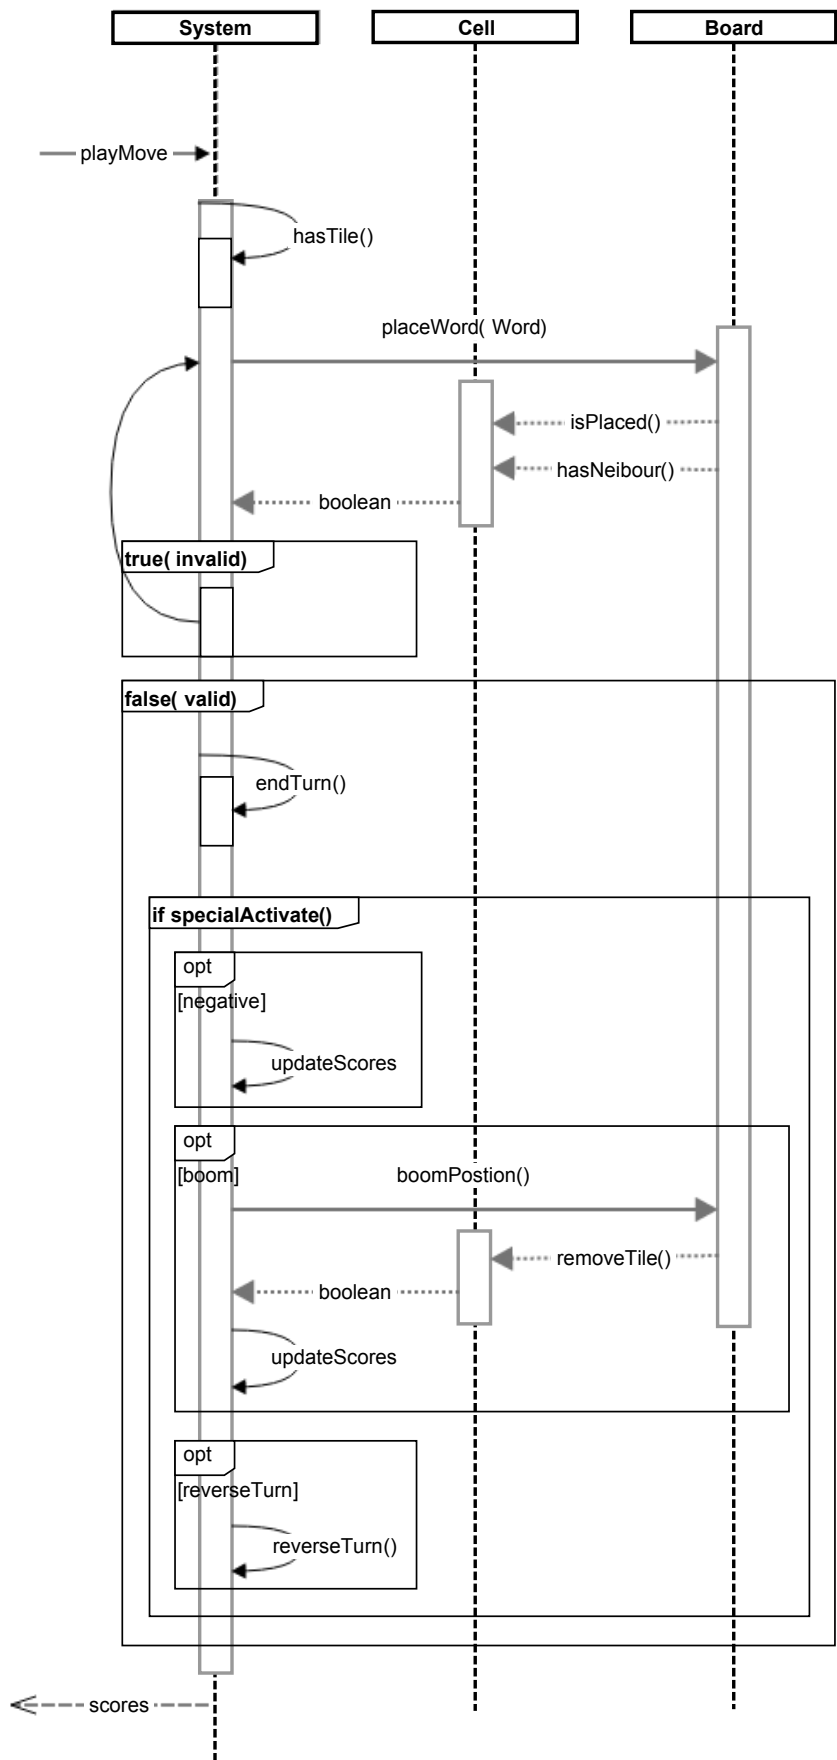 System
Cell
Board
playMove
hasTile()
placeWord( Word)
isPlaced()
hasNeibour()
boolean
true( invalid)
false( valid)
endTurn()
if specialActivate()
opt
[negative]
updateScores
opt
[boom]
boomPostion()
removeTile()
boolean
updateScores
opt
[reverseTurn]
reverseTurn()
scores